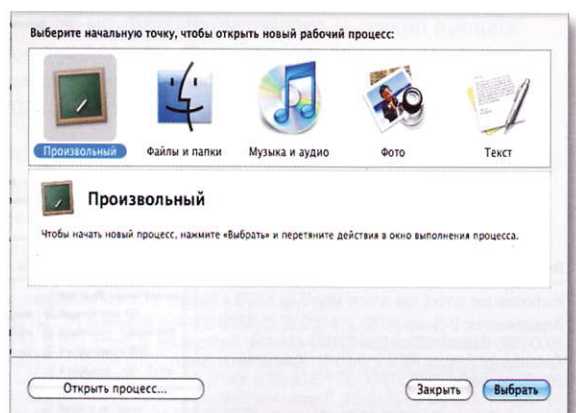 Выберите начальную точку, чтобы открыть новый рабочий процесс:
Произвольный
Файлы и папки
Музыка и аудио
Фото
Текст
Произвольный
Чтобы начать новый процесс, нажмите «Выбрать» и перетяните действия в окно выполнения процесса.
Открыть процесс...
Закрыть
Выбрать